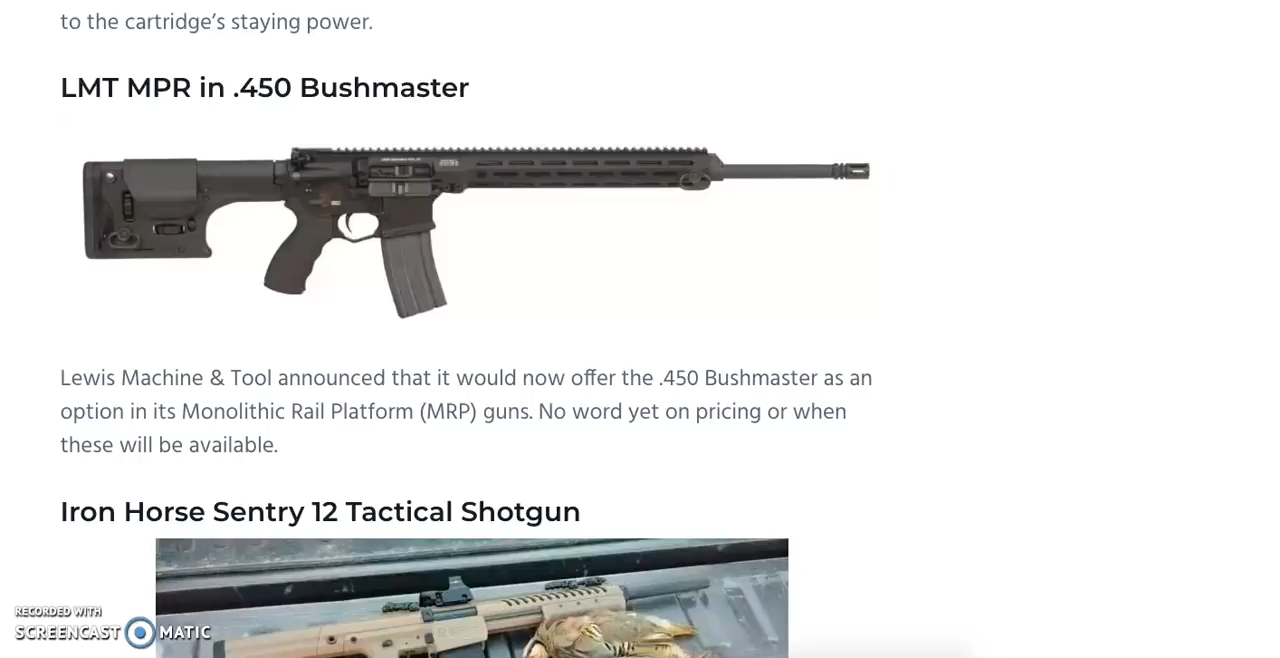 to the cartridge’s staying power.
LMT MPR in .450 Bushmaster
Lewis Machine & Tool announced that it would now offer the .450 Bushmaster as an
option in its Monolithic Rail Platform (MRP) guns. No word yet on pricing or when
these will be available.
Iron Horse Sentry 12 Tactical Shotgun
RECORDED WITH
SCREENCAST MATIC